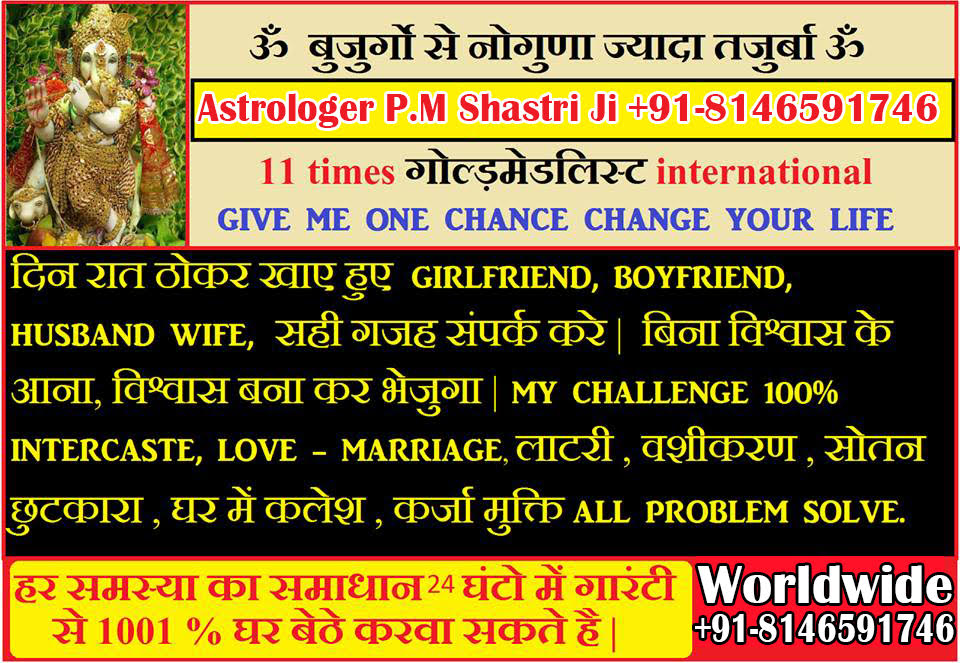 ॐ बुजुर्गो से नोगुणा ज्यादा तजुर्बा ॐ
Astrologer P.M Shastri Ji +91-8146591746
11 times गोल्ड़मेडलिस्ट international
GIVE ME ONE CHANCE CHANGE YOUR LIFE
दिन रात ठोकर खाए हुए GIRLFRIEND, BOYFRIEND,
HUSBAND WIFE, सही गजह संपर्क करे | बिना विश्वास के
आना, विश्वास बना कर भेजुगा | MY CHALLENGE 100%
INTERCASTE, LOVE - MARRIAGE, लाटरी , वशीकरण , सोतन
छुटकारा , घर में कलेश , कर्जा मुक्ति ALL PROBLEM SOLVE.
हर समस्या का समाधान 24 घंटो में गारंटी
से 1001 % घर बेठे करवा सकते है |
Worldwide
+91-8146591746